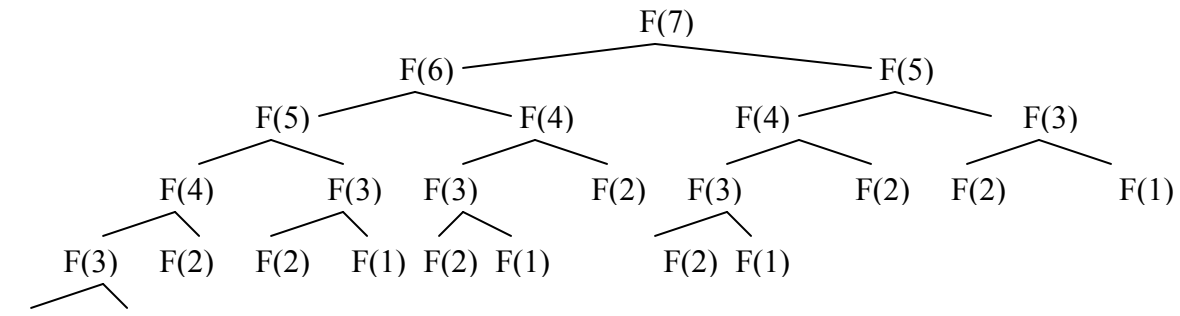 F(7)
F(6) F(5)
F(5) F(4) F(4) F(3)
F(4) F(3) F(3) F(2) F(3) F(2) F(2) F(1)
F(3) F(2) F(2) F(1) F(2) F(1) F(2) F(1)